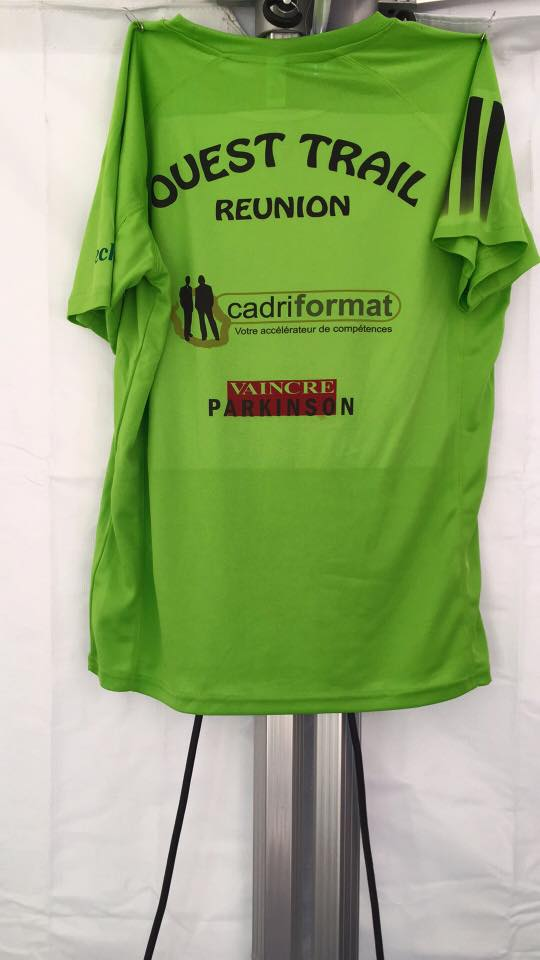 OUEST TRAIL
REUNION
cadriformat
Votre accélérateur de compétences
VAINCRE
PARKINSON